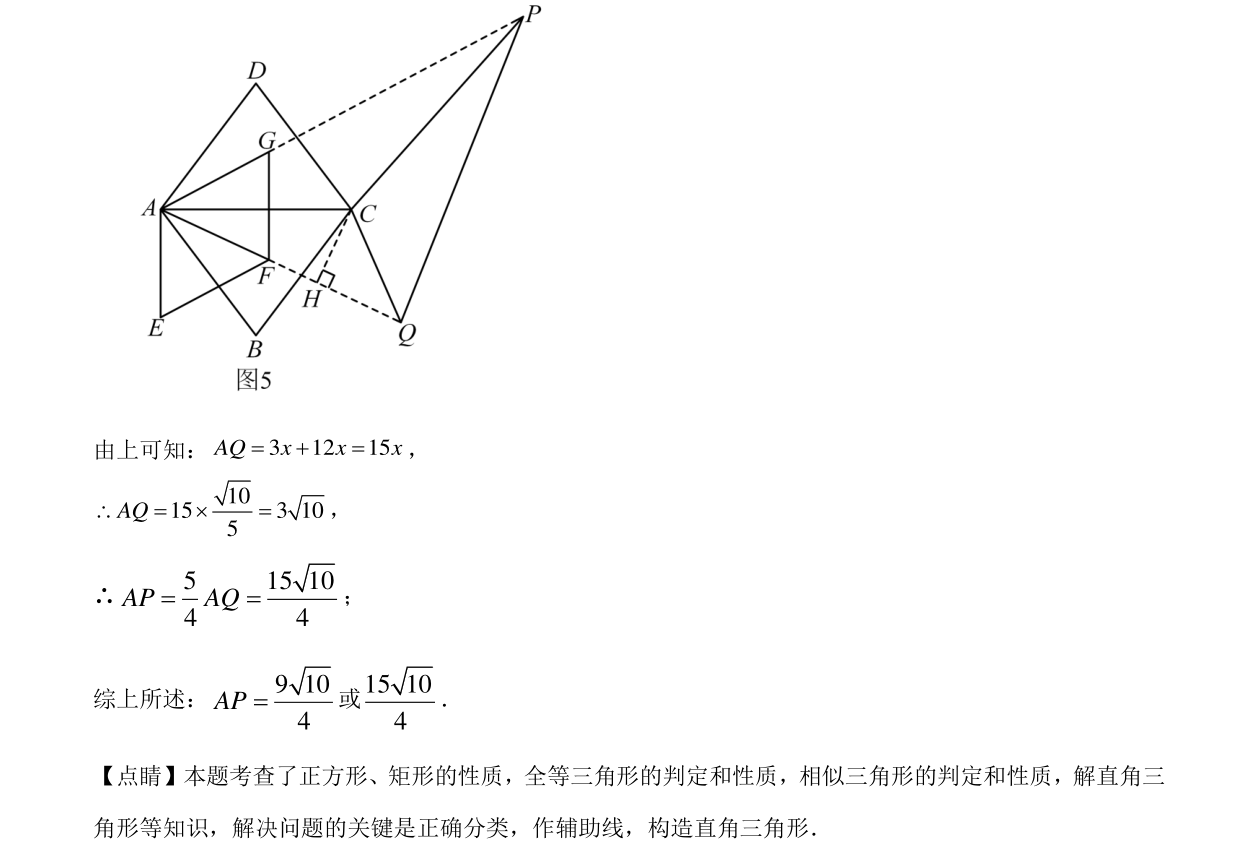 P
D
G
A
C
F
H
E
Q
B
图5
由上可知： AQ = 3x + 12x = 15x ，
∴ AQ = 15 × √10/5 = 3√10 ，
∴ AP = 5/4 AQ = 15√10/4 ；
综上所述： AP = 9√10/4 或 15√10/4 ．
【点睛】本题考查了正方形、矩形的性质，全等三角形的判定和性质，相似三角形的判定和性质，解直角三
角形等知识，解决问题的关键是正确分类，作辅助线，构造直角三角形．